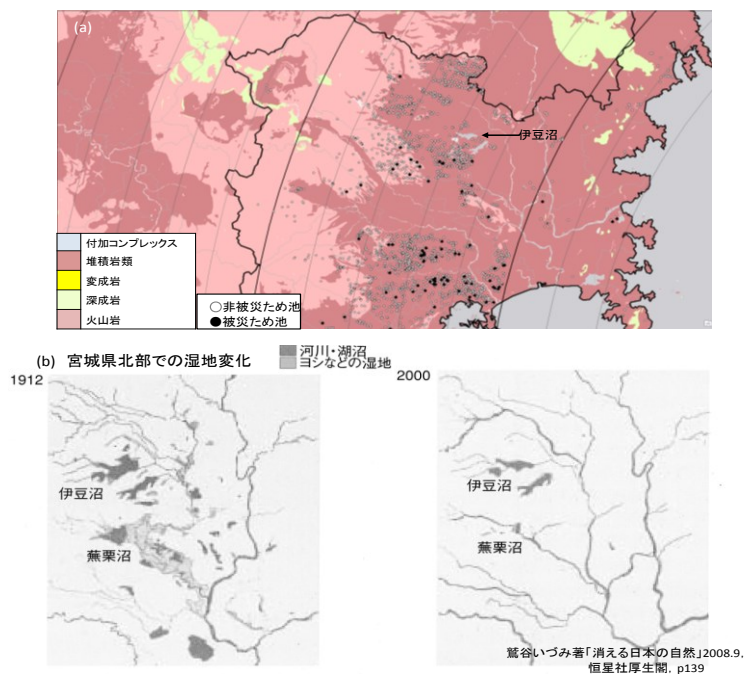 (a)
伊豆沼
付加コンプレックス
堆積岩類
変成岩
深成岩
火山岩
○非被災ため池
●被災ため池
(b) 宮城県北部での湿地変化
河川・湖沼
ヨシなどの湿地
1912
2000
伊豆沼
蕪栗沼
伊豆沼
蕪栗沼
鷲谷いづみ著「消える日本の自然」2008.9.
恒星社厚生閣, p139